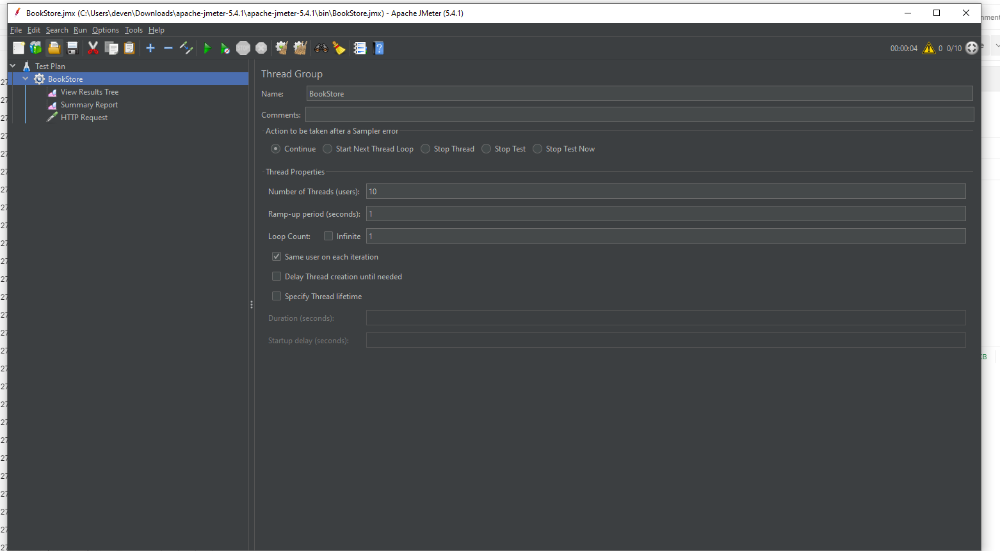 BookStore.jmx (C:\Users\deven\Downloads\apache-jmeter-5.4.1\apache-jmeter-5.4.1\bin\BookStore.jmx) - Apache JMeter (5.4.1)
File Edit Search Run Options Tools Help
STOP
00:00:04 0 0/10
Test Plan
BookStore
View Results Tree
Summary Report
HTTP Request
Thread Group
Name: BookStore
Comments:
Action to be taken after a Sampler error
Continue Start Next Thread Loop Stop Thread Stop Test Stop Test Now
Thread Properties
Number of Threads (users): 10
Ramp-up period (seconds): 1
Loop Count: Infinite 1
Same user on each iteration
Delay Thread creation until needed
Specify Thread lifetime
Duration (seconds):
Startup delay (seconds):